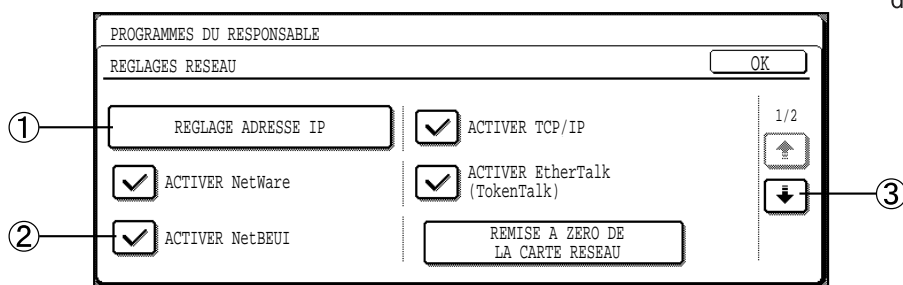 d
PROGRAMMES DU RESPONSABLE
REGLAGES RESEAU
OK
1
REGLAGE ADRESSE IP
ACTIVER TCP/IP
1/2
ACTIVER NetWare
ACTIVER EtherTalk
(TokenTalk)
3
2
ACTIVER NetBEUI
REMISE A ZERO DE
LA CARTE RESEAU